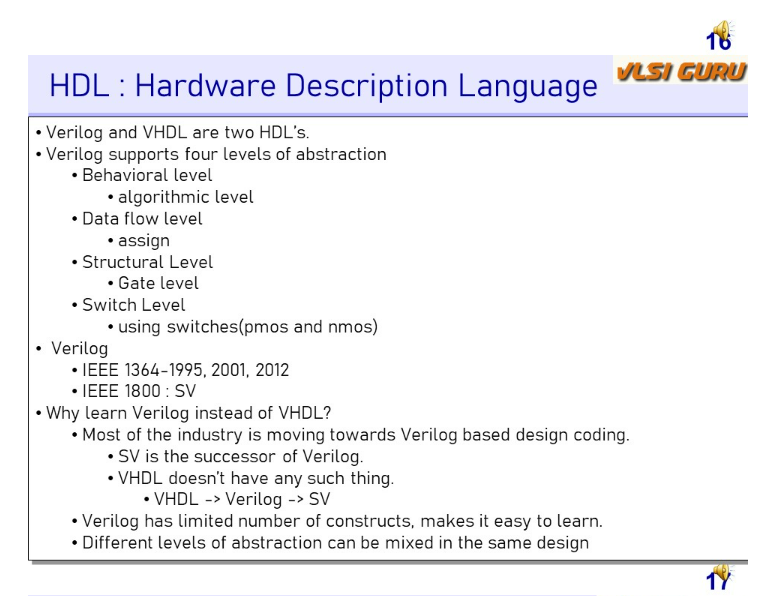 16
VLSI GURU
HDL : Hardware Description Language
• Verilog and VHDL are two HDL's.
• Verilog supports four levels of abstraction
• Behavioral level
• algorithmic level
• Data flow level
• assign
• Structural Level
• Gate level
• Switch Level
• using switches(pmos and nmos)
• Verilog
• IEEE 1364-1995, 2001, 2012
• IEEE 1800 : SV
• Why learn Verilog instead of VHDL?
• Most of the industry is moving towards Verilog based design coding.
• SV is the successor of Verilog.
• VHDL doesn't have any such thing.
• VHDL -> Verilog -> SV
• Verilog has limited number of constructs, makes it easy to learn.
• Different levels of abstraction can be mixed in the same design
17